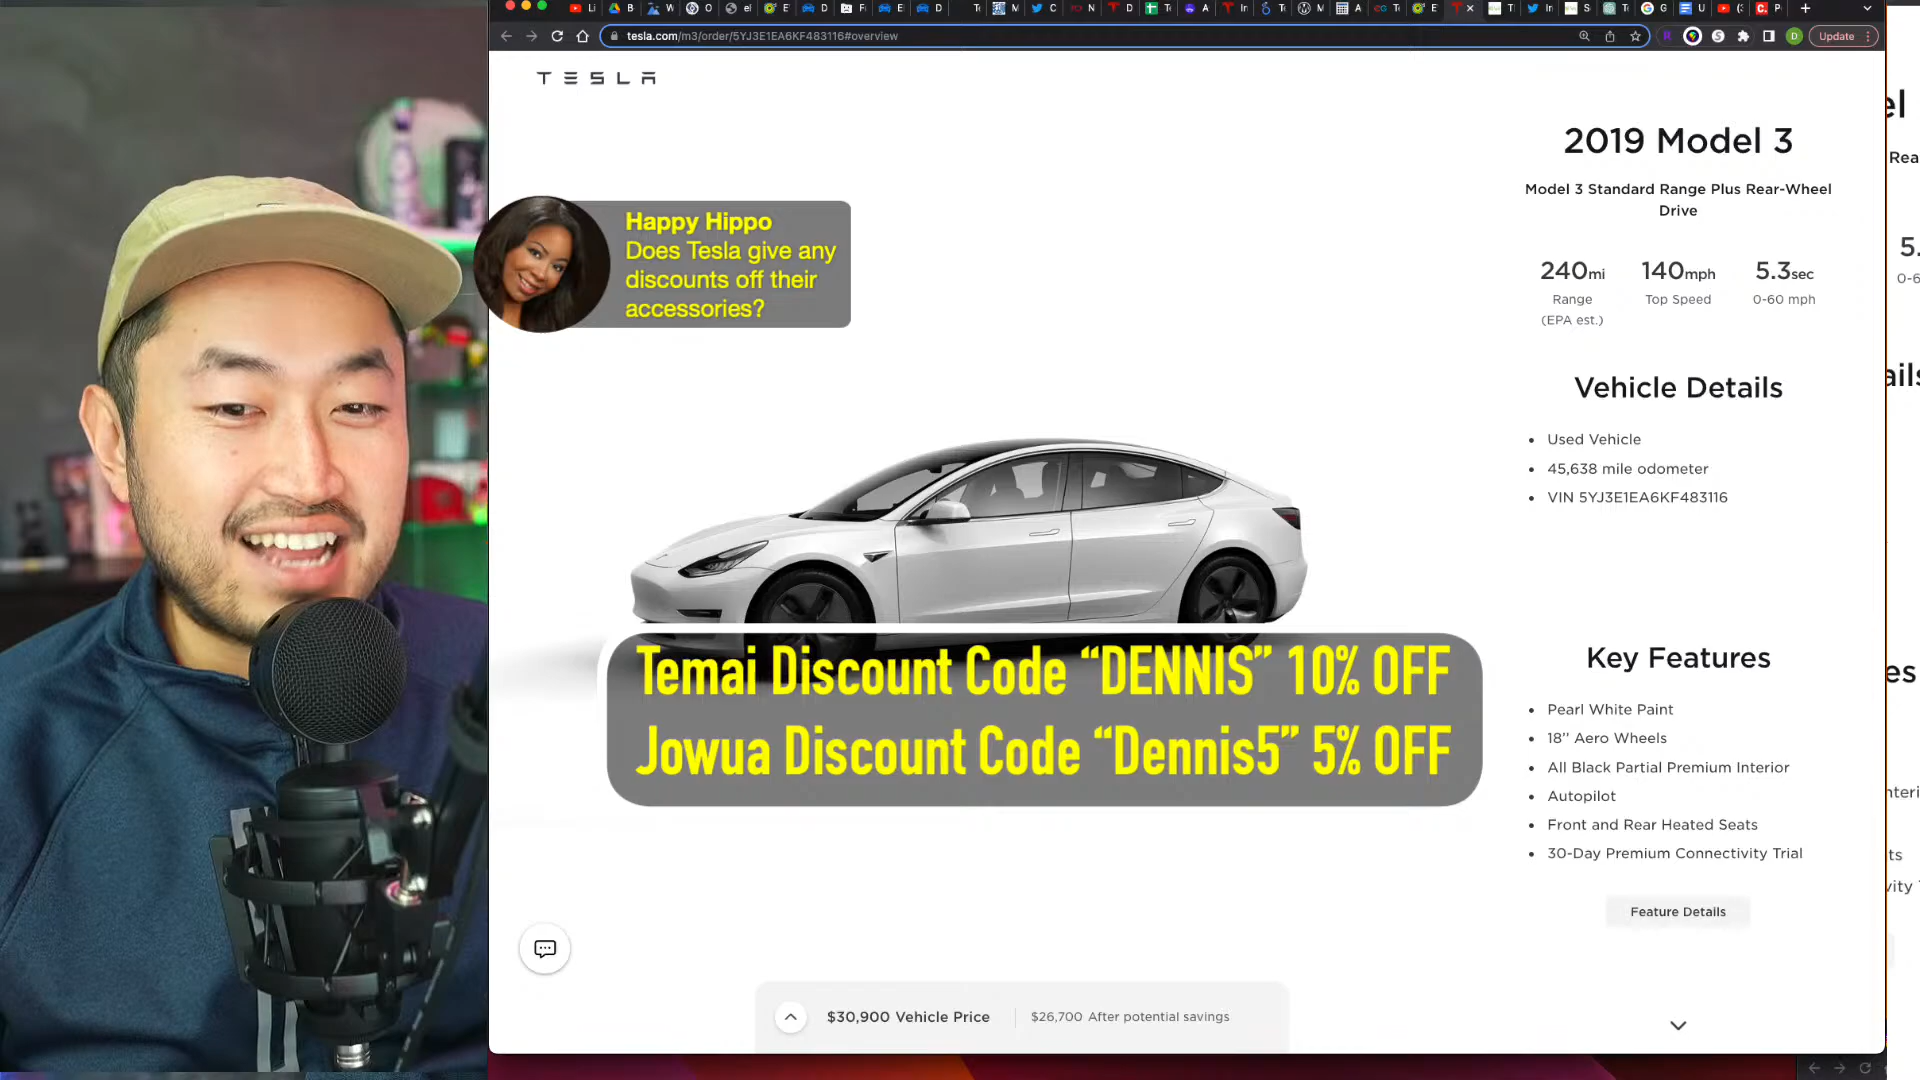 tesla.com/m3/order/5YJ3E1EA6KF483116#overview
Update
TESLA
2019 Model 3
Model 3 Standard Range Plus Rear-Wheel
Drive
240mi
140mph
5.3sec
Range
(EPA est.)
Top Speed
0-60 mph
Happy Hippo
Does Tesla give any
discounts off their
accessories?
Vehicle Details
Used Vehicle
45,638 mile odometer
VIN 5YJ3E1EA6KF483116
Temai Discount Code “DENNIS” 10% OFF
Jowua Discount Code “Dennis5” 5% OFF
Key Features
Pearl White Paint
18’’ Aero Wheels
All Black Partial Premium Interior
Autopilot
Front and Rear Heated Seats
30-Day Premium Connectivity Trial
Feature Details
$30,900 Vehicle Price
$26,700 After potential savings